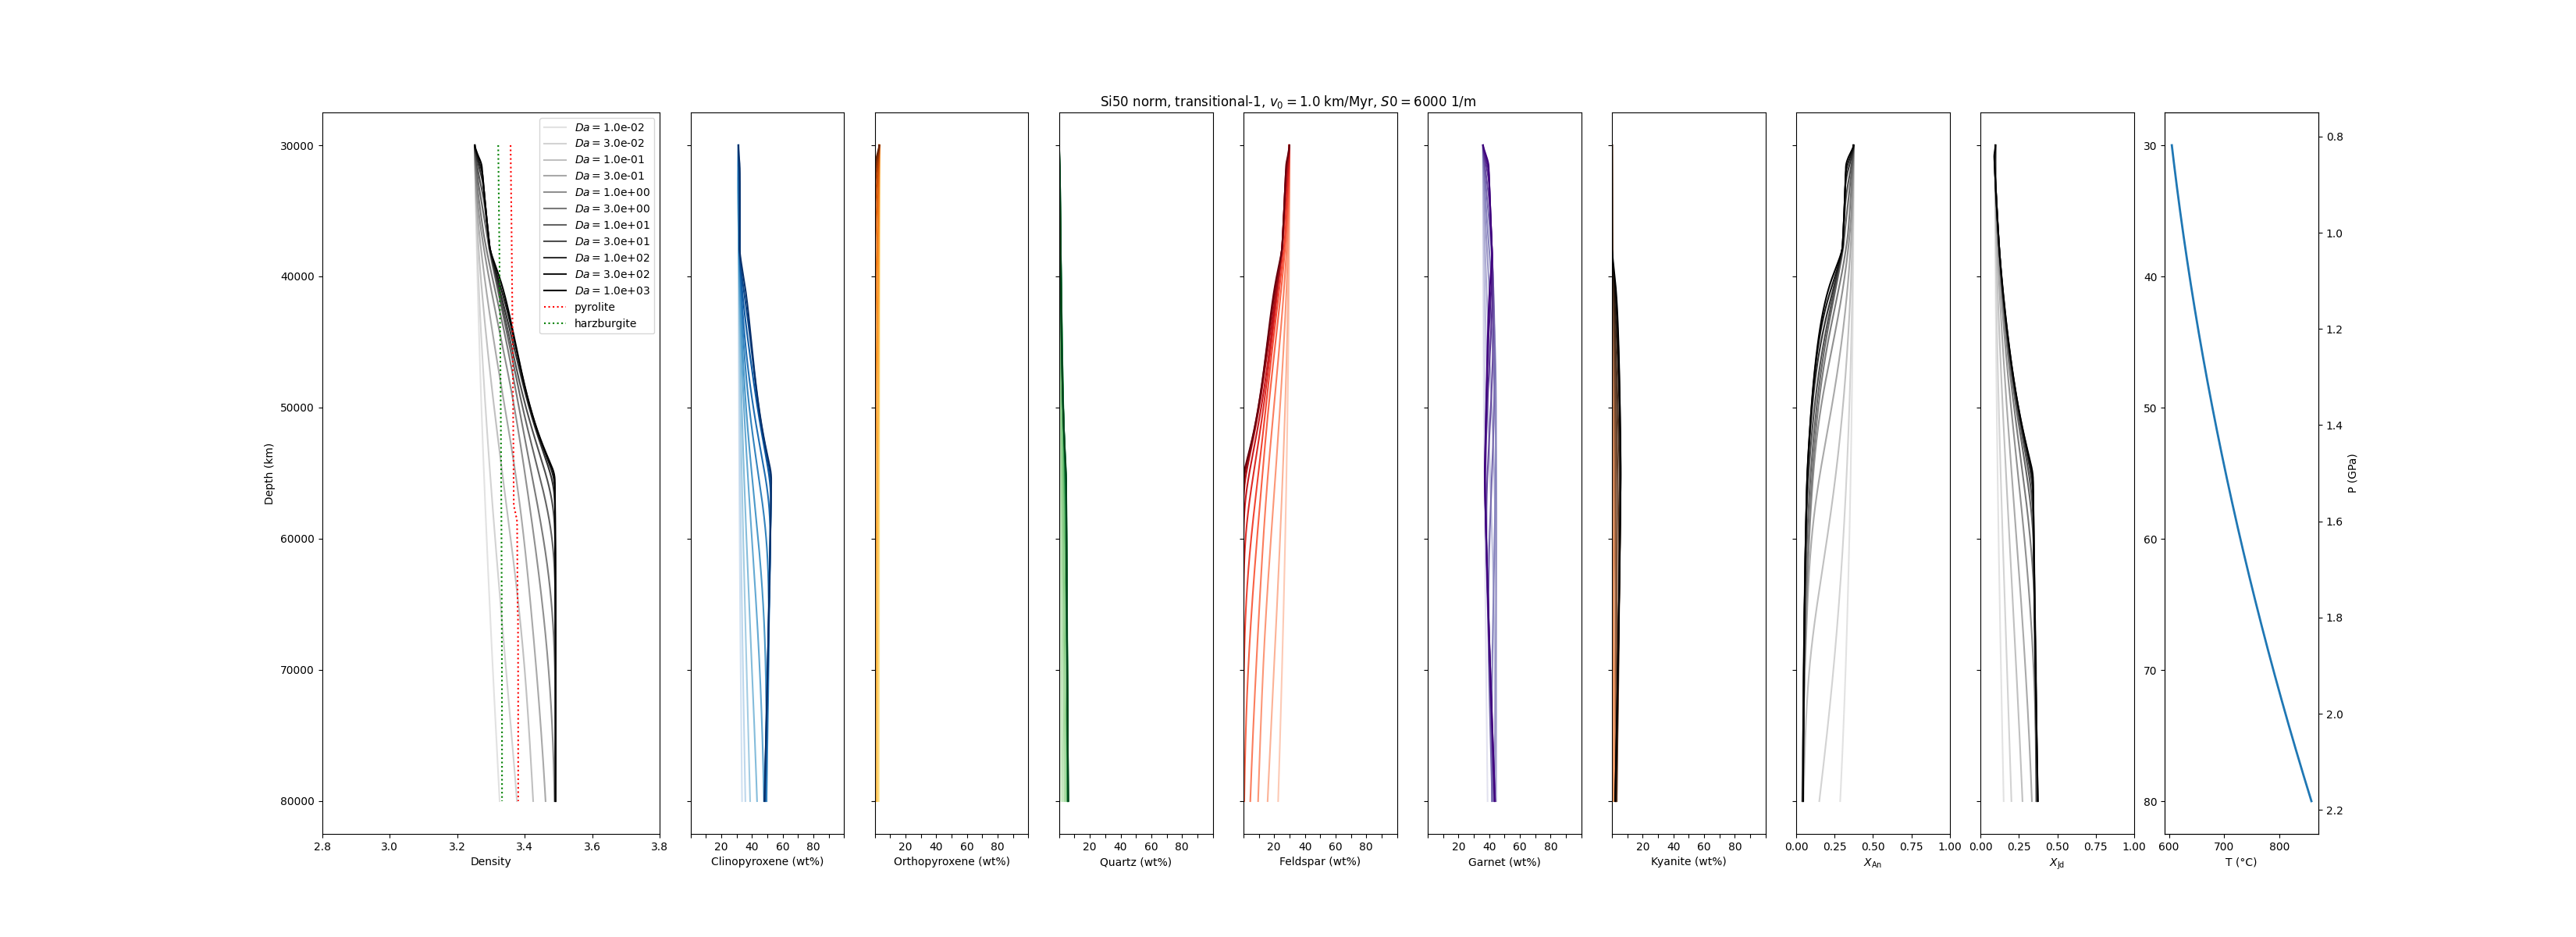 Si50 norm, transitional-1, v₀ = 1.0 km/Myr, S0 = 6000 1/m
Da = 1.0e-02
Da = 3.0e-02
Da = 1.0e-01
Da = 3.0e-01
Da = 1.0e+00
Da = 3.0e+00
Da = 1.0e+01
Da = 3.0e+01
Da = 1.0e+02
Da = 3.0e+02
Da = 1.0e+03
pyrolite
harzburgite
Depth (km)
30000
40000
50000
60000
70000
80000
2.8 3.0 3.2 3.4 3.6 3.8
Density
20 40 60 80
Clinopyroxene (wt%)
20 40 60 80
Orthopyroxene (wt%)
20 40 60 80
Quartz (wt%)
20 40 60 80
Feldspar (wt%)
20 40 60 80
Garnet (wt%)
20 40 60 80
Kyanite (wt%)
0.00 0.25 0.50 0.75 1.00
X_An
0.00 0.25 0.50 0.75 1.00
X_Jd
30
40
50
60
70
80
600 700 800
T (°C)
0.8
1.0
1.2
1.4
1.6
1.8
2.0
2.2
P (GPa)